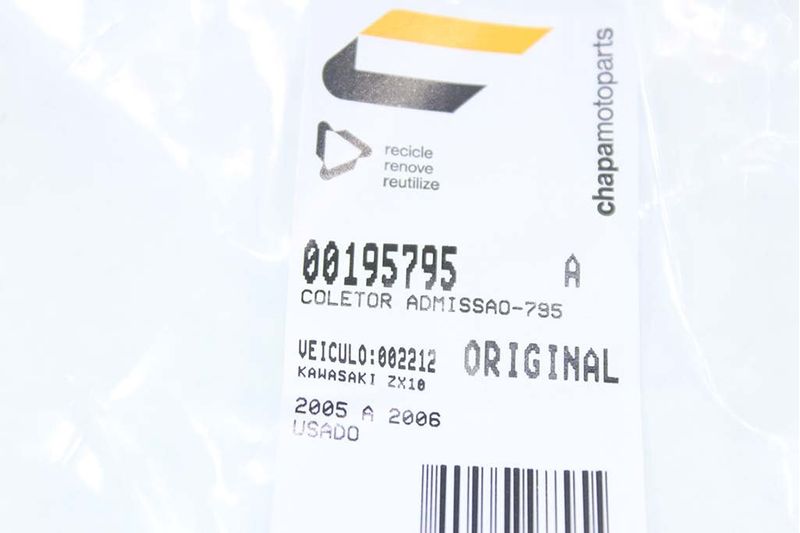 chapamotoparts
recicle
renove
reutilize
00195795 A
COLETOR ADMISSAO-795
VEICULO:002212 ORIGINAL
KAWASAKI ZX10
2005 A 2006
USADO